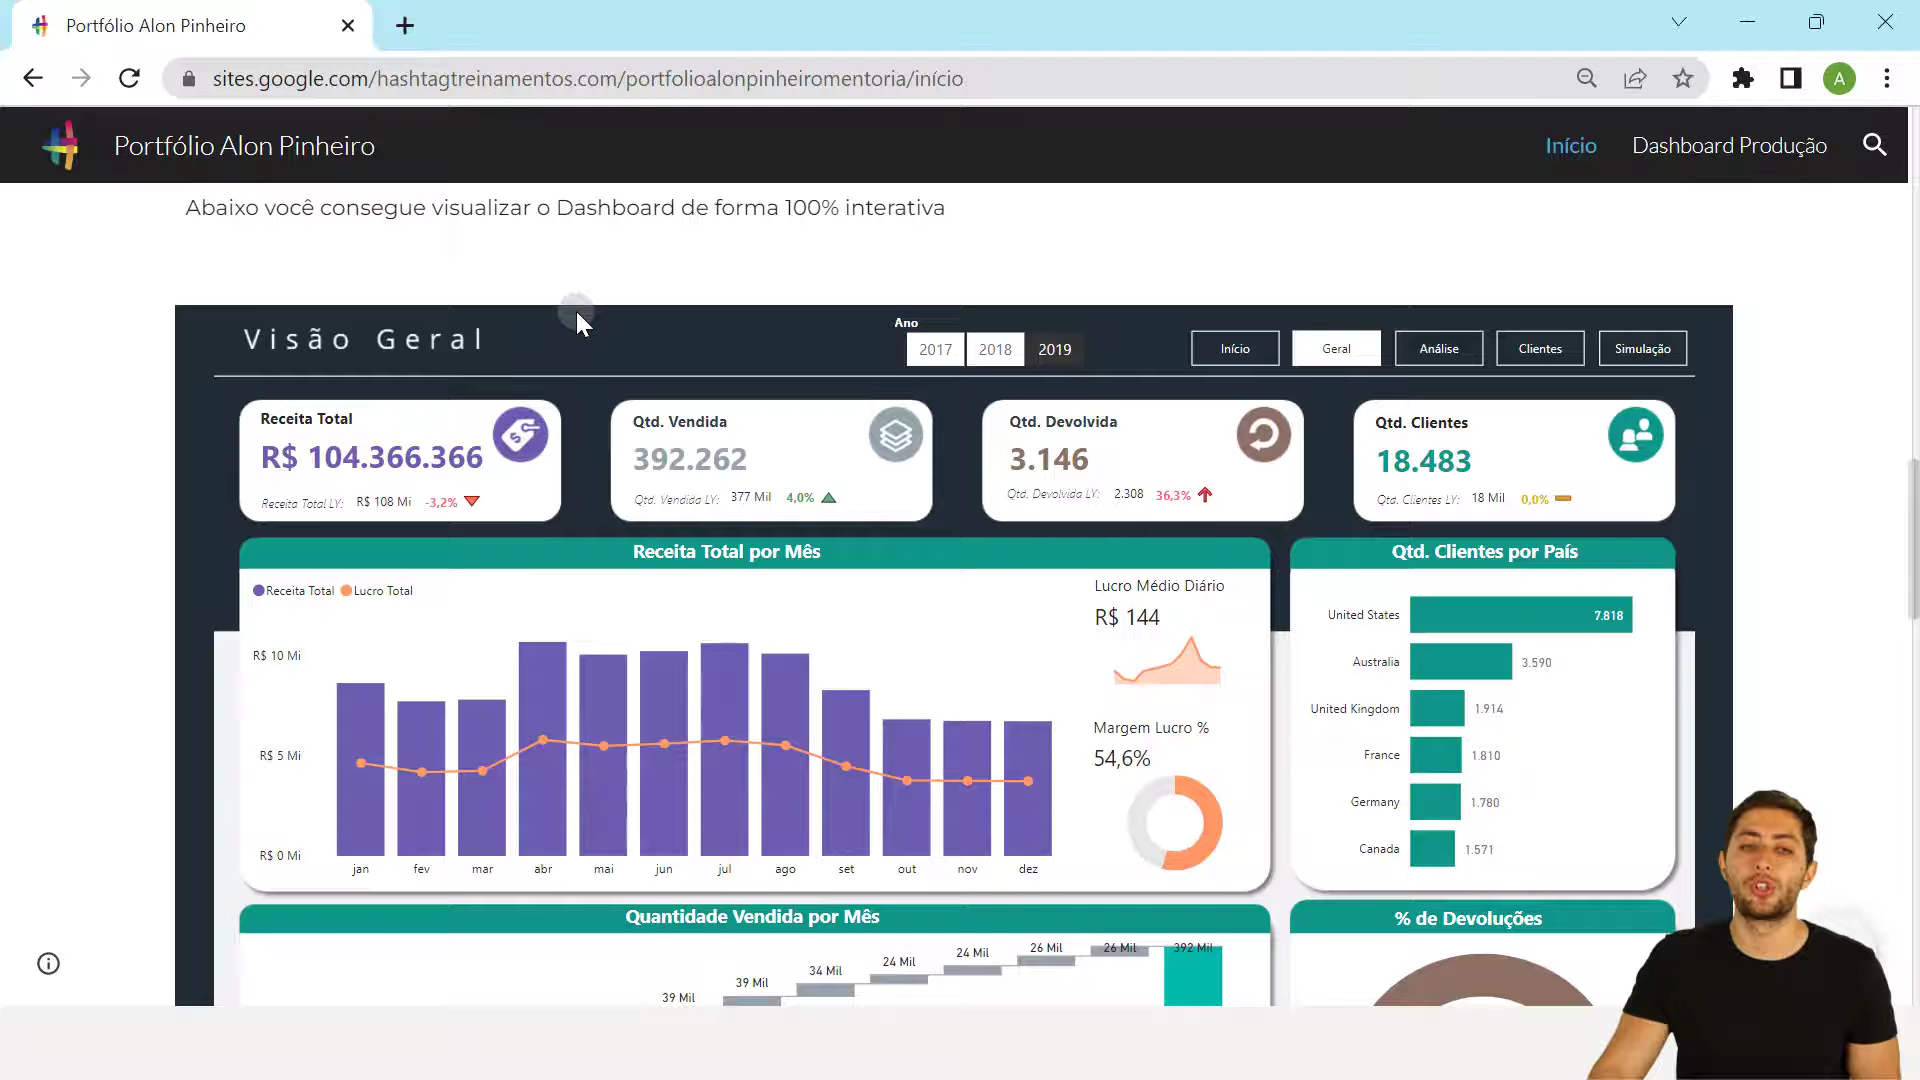 Portfólio Alon Pinheiro
sites.google.com/hashtagtreinamentos.com/portfolioalonpinheiromentoria/início
A
Portfólio Alon Pinheiro
Início
Dashboard Produção
Abaixo você consegue visualizar o Dashboard de forma 100% interativa
Visão Geral
Ano
2017
2018
2019
Início
Geral
Análise
Clientes
Simulação
Receita Total
R$ 104.366.366
Receita Total LY: R$ 108 Mi -3,2%
Qtd. Vendida
392.262
Qtd. Vendida LY: 377 Mil 4,0%
Qtd. Devolvida
3.146
Qtd. Devolvida LY: 2.308 36,3%
Qtd. Clientes
18.483
Qtd. Clientes LY: 18 Mil 0,0%
Receita Total por Mês
Receita Total Lucro Total
R$ 10 Mi
R$ 5 Mi
R$ 0 Mi
jan fev mar abr mai jun jul ago set out nov dez
Lucro Médio Diário
R$ 144
Margem Lucro %
54,6%
Qtd. Clientes por País
United States 7.818
Australia 3.590
United Kingdom 1.914
France 1.810
Germany 1.780
Canada 1.571
Quantidade Vendida por Mês
39 Mil 39 Mil 34 Mil 24 Mil 24 Mil 26 Mil 26 Mil 392 Mil
% de Devoluções